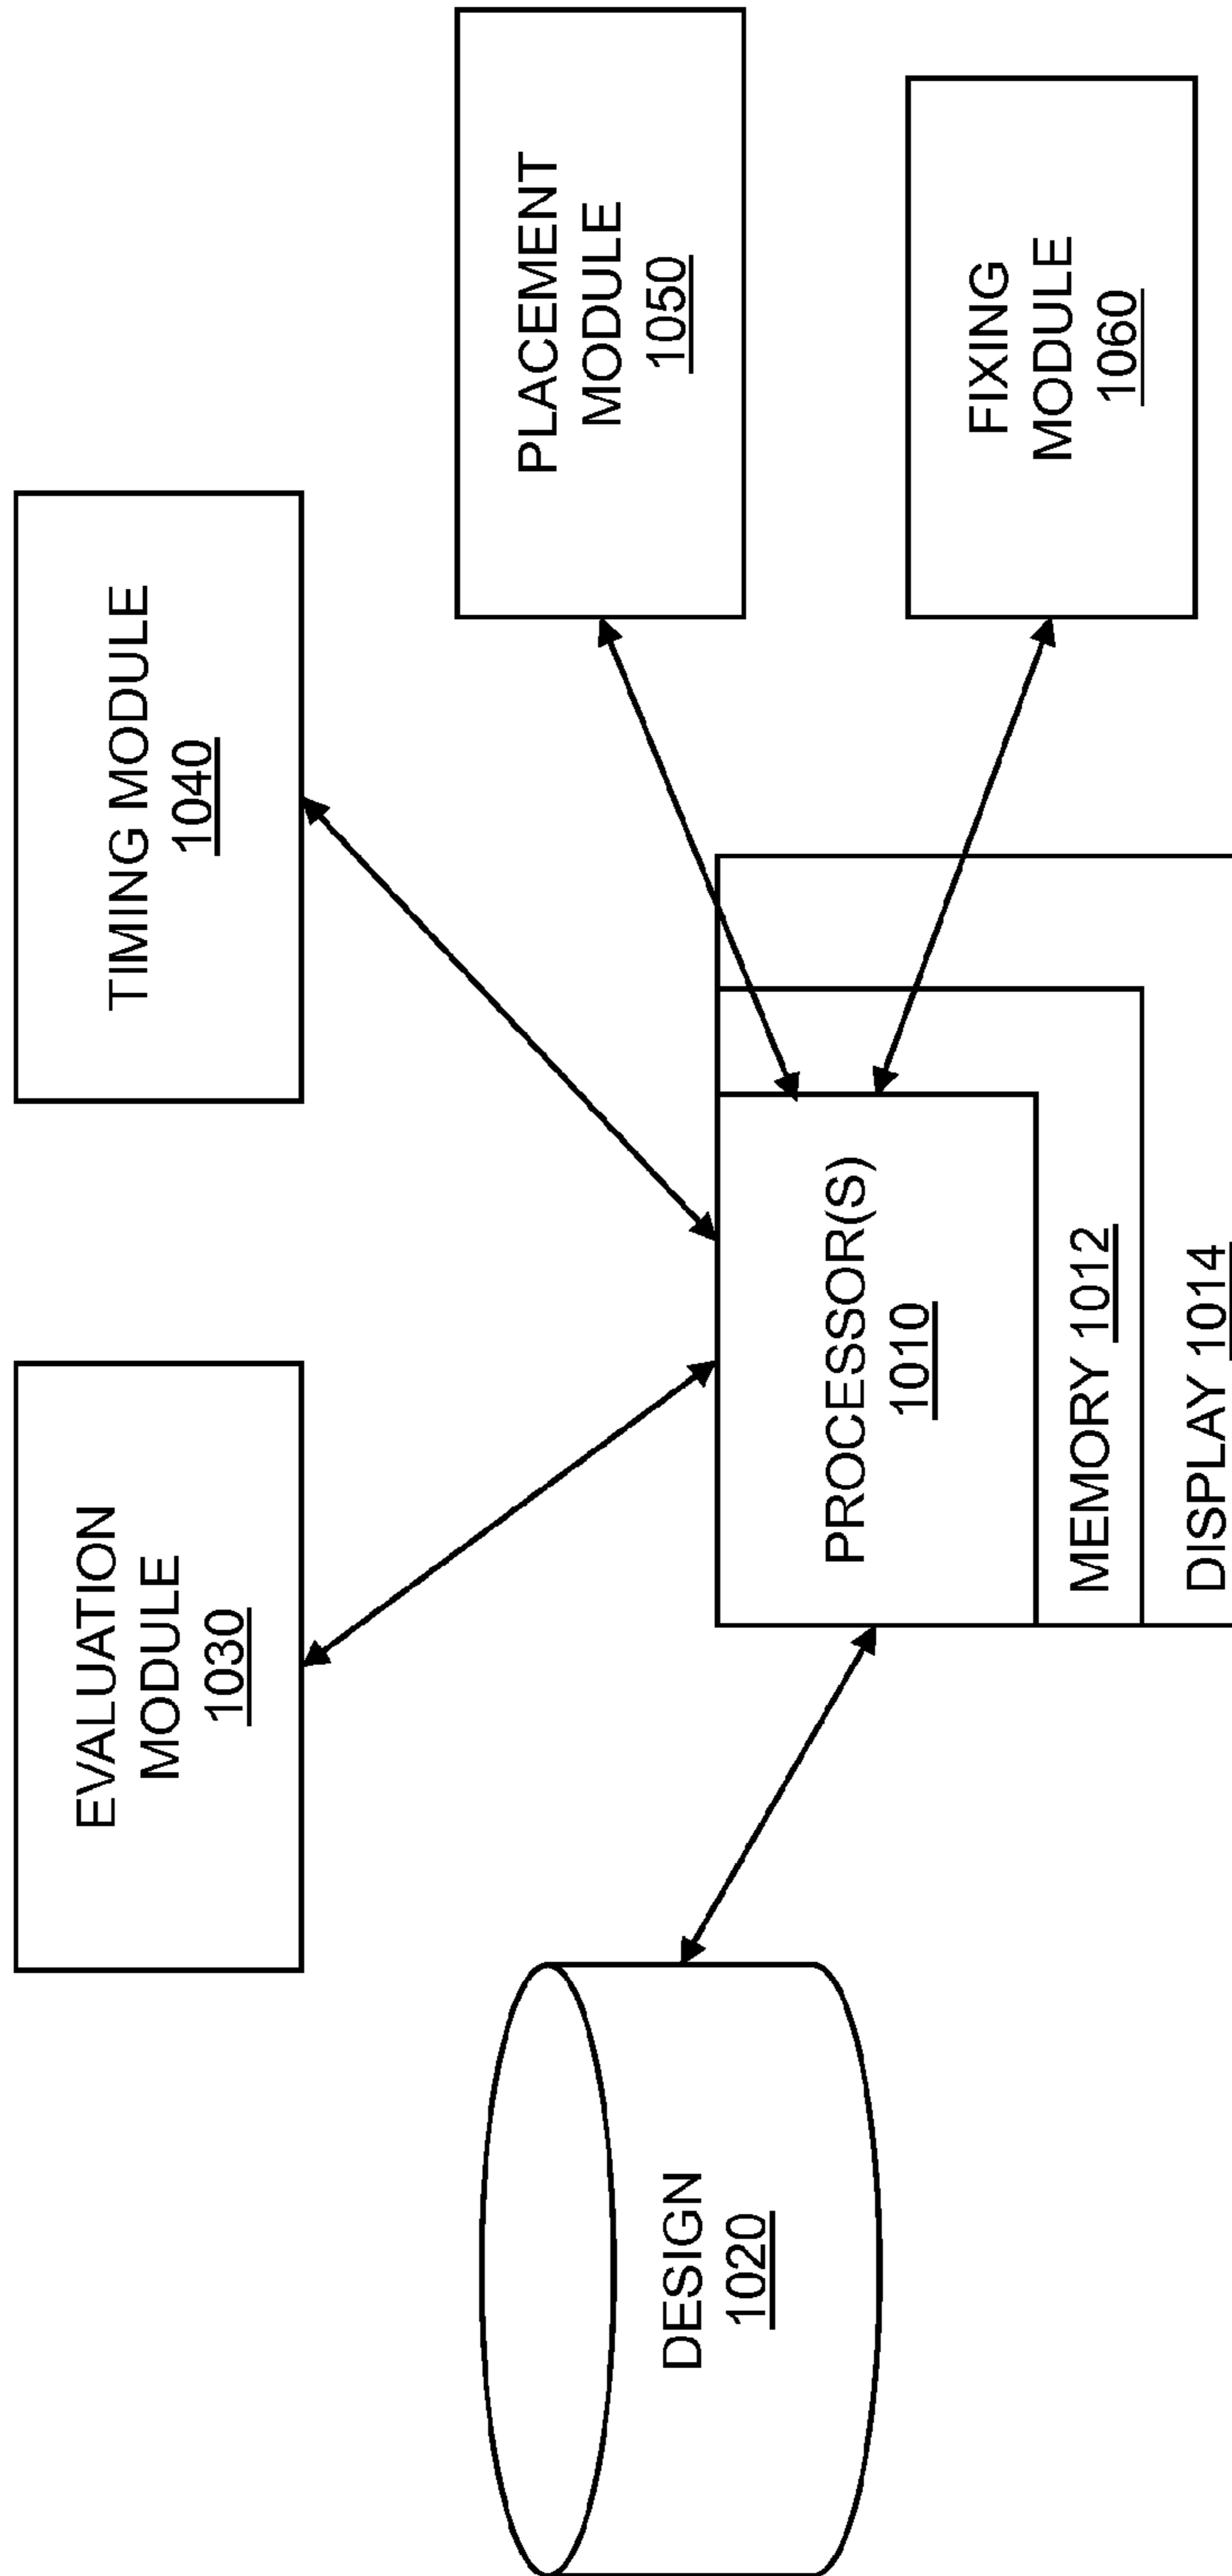 EVALUATION
MODULE
1030
TIMING MODULE
1040
DESIGN
1020
PROCESSOR(S)
1010
MEMORY 1012
DISPLAY 1014
PLACEMENT
MODULE
1050
FIXING
MODULE
1060